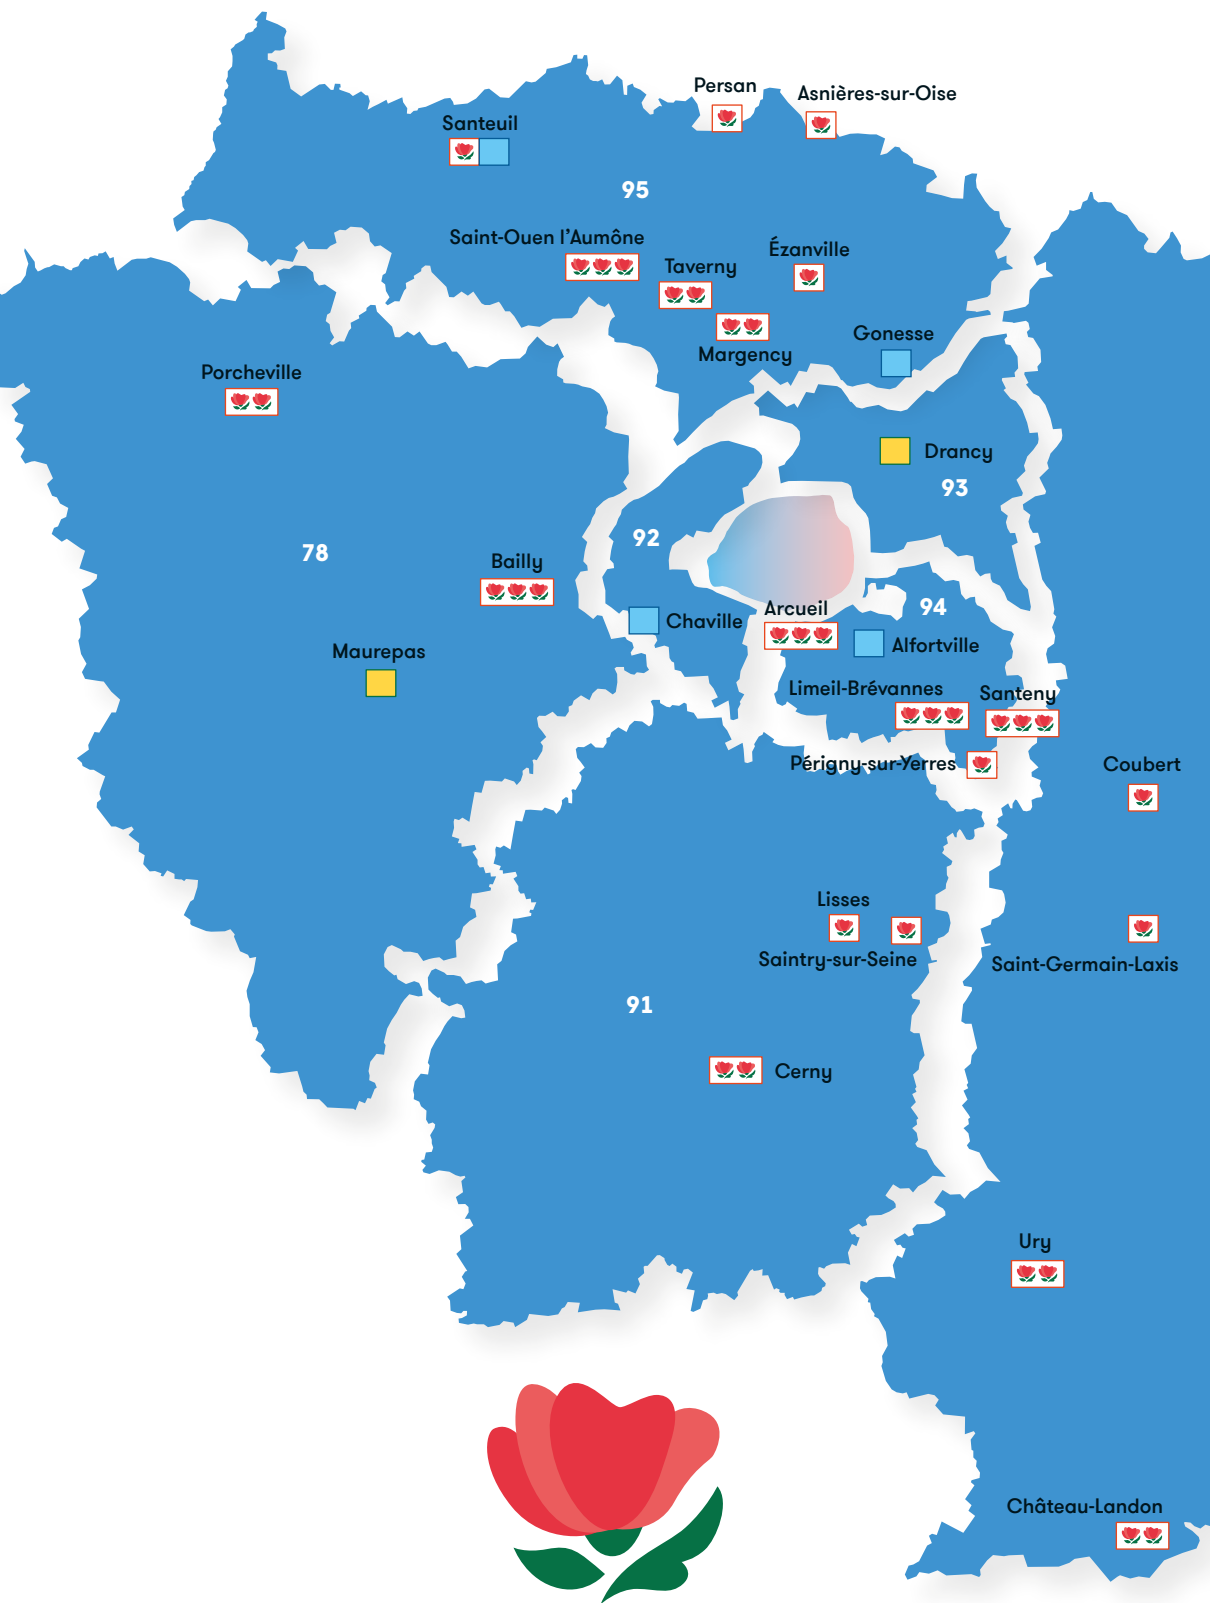 Persan
Asnières-sur-Oise
Santeuil
95
Saint-Ouen l’Aumône
Taverny
Ézanville
Gonesse
Margency
Porcheville
Drancy
93
92
78
Bailly
Arcueil
94
Chaville
Alfortville
Maurepas
Limeil-Brévannes
Santeny
Périgny-sur-Yerres
Coubert
Lisses
Saintry-sur-Seine
Saint-Germain-Laxis
91
Cerny
Ury
Château-Landon